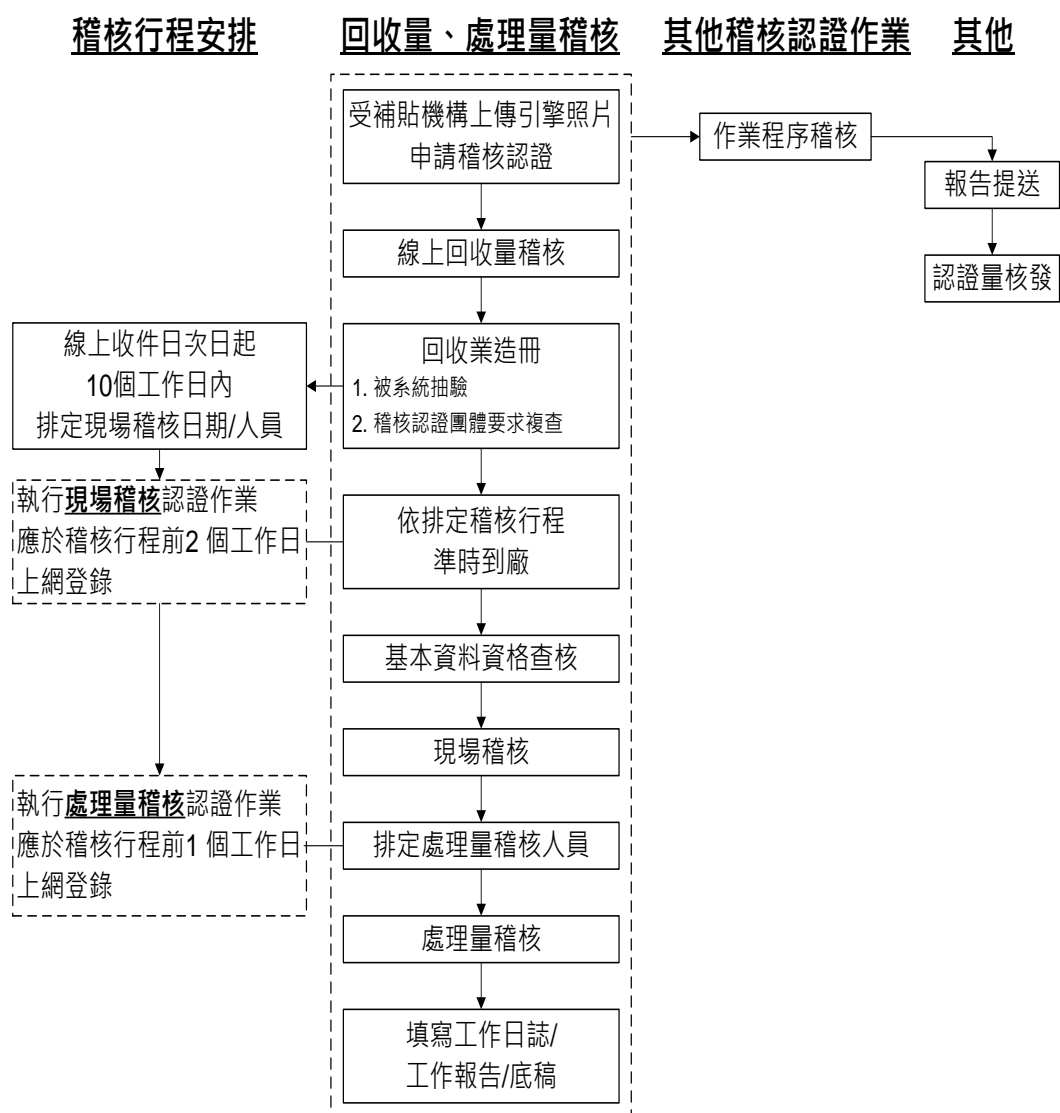 稽核行程安排
回收量、處理量稽核
其他稽核認證作業
其他
受補貼機構上傳引擎照片
申請稽核認證
作業程序稽核
報告提送
認證量核發
線上回收量稽核
回收業造冊
1. 被系統抽驗
2. 稽核認證團體要求複查
線上收件日次日起
10個工作日內
排定現場稽核日期/人員
執行現場稽核認證作業
應於稽核行程前2 個工作日
上網登錄
依排定稽核行程
準時到廠
基本資料資格查核
現場稽核
執行處理量稽核認證作業
應於稽核行程前1 個工作日
上網登錄
排定處理量稽核人員
處理量稽核
填寫工作日誌/
工作報告/底稿